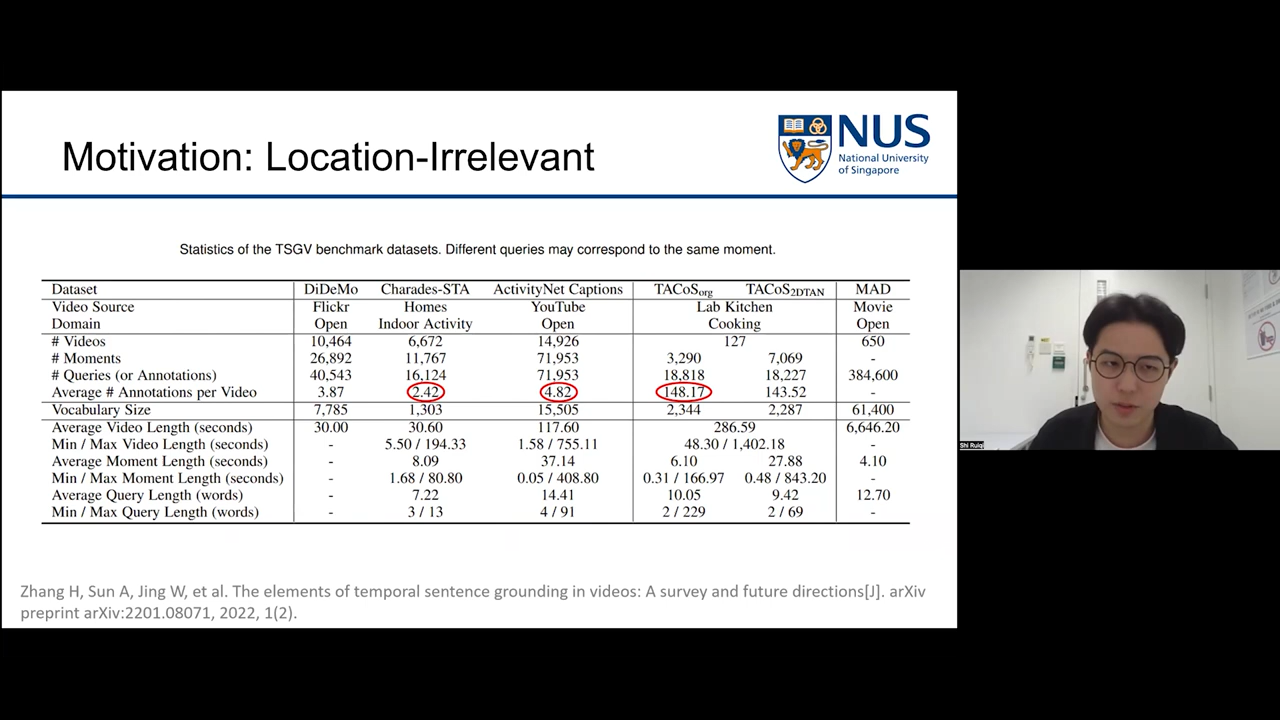 Motivation: Location-Irrelevant
NUS
National University
of Singapore
Statistics of the TSGV benchmark datasets. Different queries may correspond to the same moment.
Dataset DiDeMo Charades-STA ActivityNet Captions TACoSorg TACoS2DTAN MAD
Video Source Flickr Homes YouTube Lab Kitchen Movie
Domain Open Indoor Activity Open Cooking Open
# Videos 10,464 6,672 14,926 127 650
# Moments 26,892 11,767 71,953 3,290 7,069 -
# Queries (or Annotations) 40,543 16,124 71,953 18,818 18,227 384,600
Average # Annotations per Video 3.87 2.42 4.82 148.17 143.52 -
Vocabulary Size 7,785 1,303 15,505 2,344 2,287 61,400
Average Video Length (seconds) 30.00 30.60 117.60 286.59 6,646.20
Min / Max Video Length (seconds) - 5.50 / 194.33 1.58 / 755.11 48.30 / 1,402.18 -
Average Moment Length (seconds) - 8.09 37.14 6.10 27.88 4.10
Min / Max Moment Length (seconds) - 1.68 / 80.80 0.05 / 408.80 0.31 / 166.97 0.48 / 843.20 -
Average Query Length (words) - 7.22 14.41 10.05 9.42 12.70
Min / Max Query Length (words) - 3 / 13 4 / 91 2 / 229 2 / 69 -
Zhang H, Sun A, Jing W, et al. The elements of temporal sentence grounding in videos: A survey and future directions[J]. arXiv
preprint arXiv:2201.08071, 2022, 1(2).
Shi Ruiqi